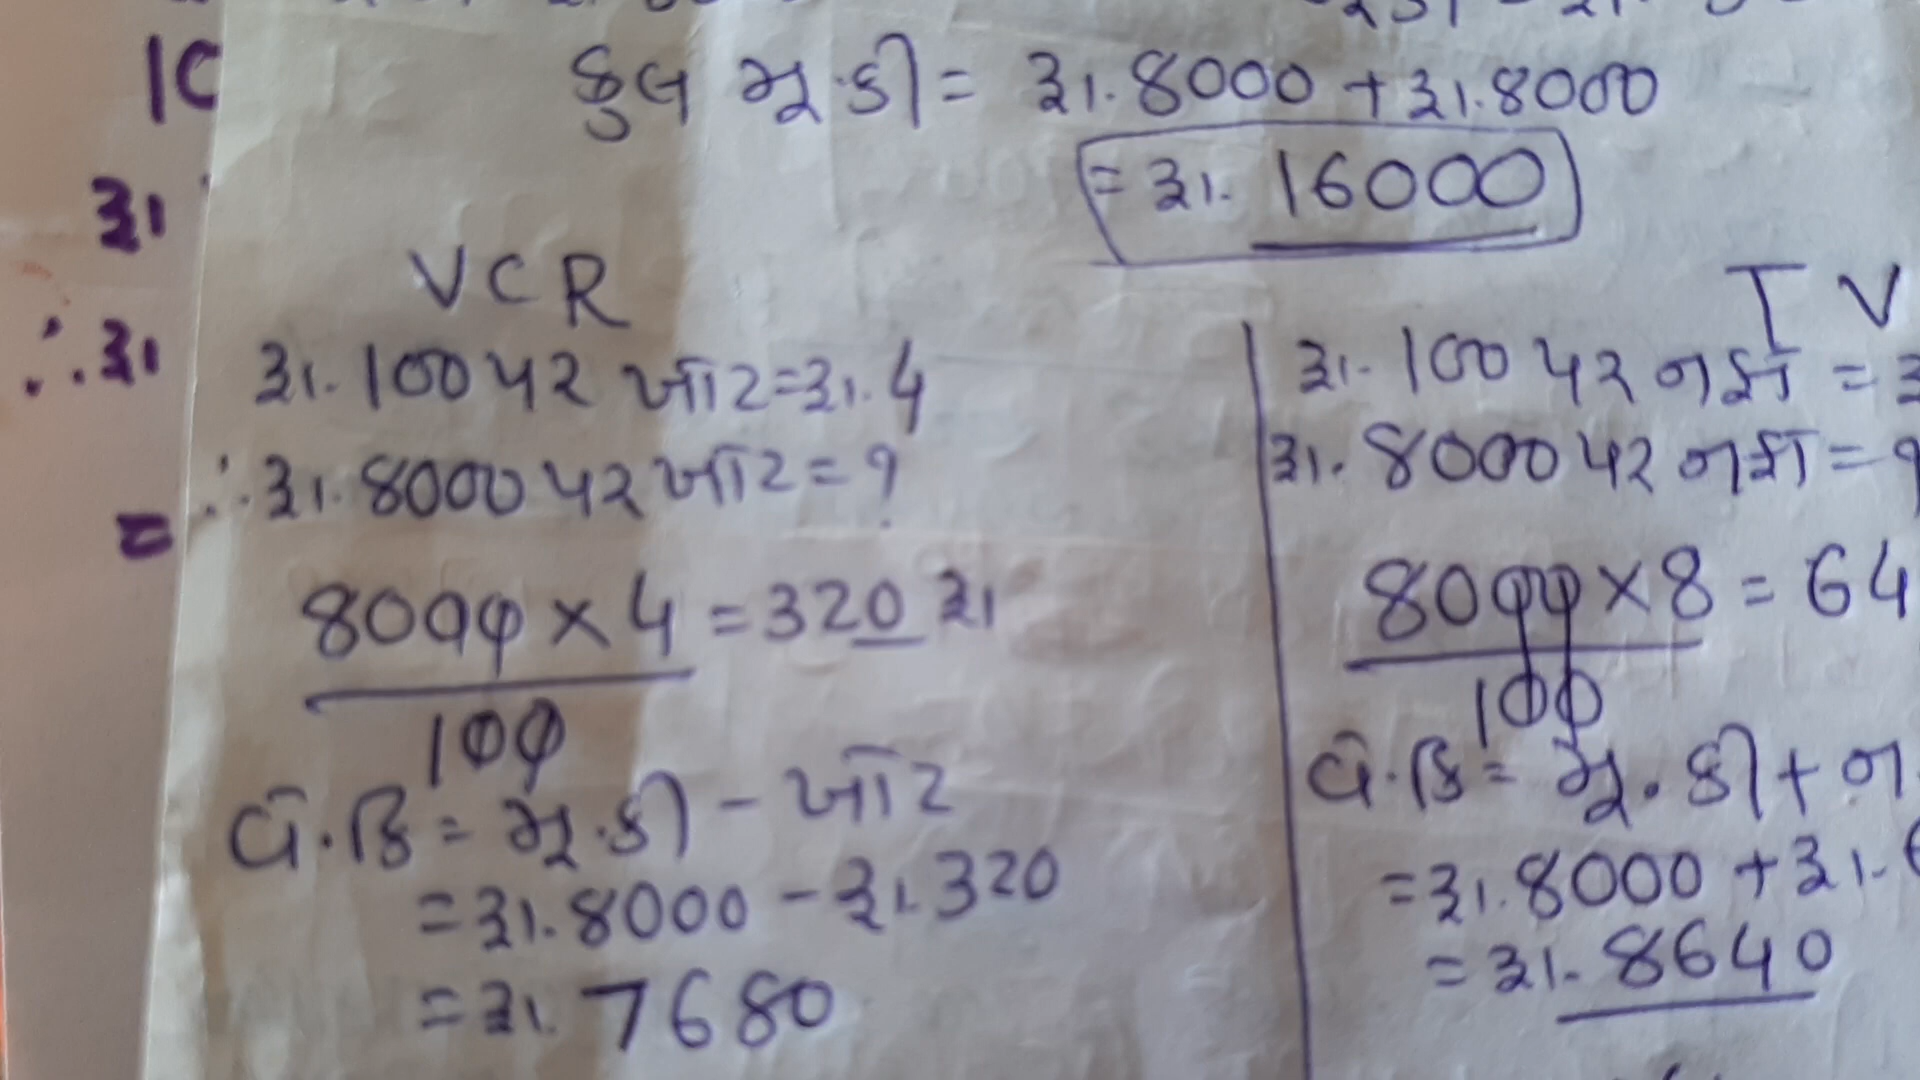 કુલ મૂ.કી = રૂા.8000 + રૂા.8000
= રૂા. 16000
VCR
રૂા.100 પર ખોટ = રૂા.4
∴ રૂા.8000 પર ખોટ = ?
8000 × 4 = 320 રૂા
100
વે.કિં = મૂ.કી - ખોટ
= રૂા.8000 - રૂા.320
= રૂા.7680
TV
રૂા.100 પર નફો =
રૂા.8000 પર નફો = ?
8000 × 8 = 64
100
વે.કિં = મૂ.કી + ન
= રૂા.8000 + રૂા.6
= રૂા.8640
રૂા
∴ રૂા
=